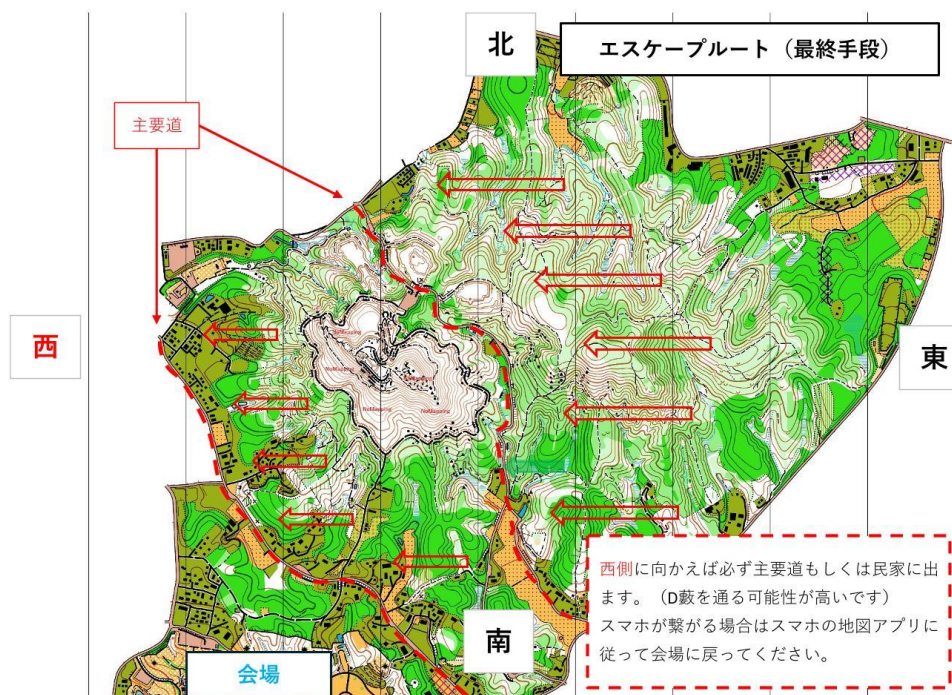 北
エスケープルート（最終手段）
主要道
西
東
NoMapping
NoMapping
NoMapping
NoMapping
西側に向かえば必ず主要道もしくは民家に出
ます。（D藪を通る可能性が高いです）
スマホが繋がる場合はスマホの地図アプリに
従って会場に戻ってください。
南
会場